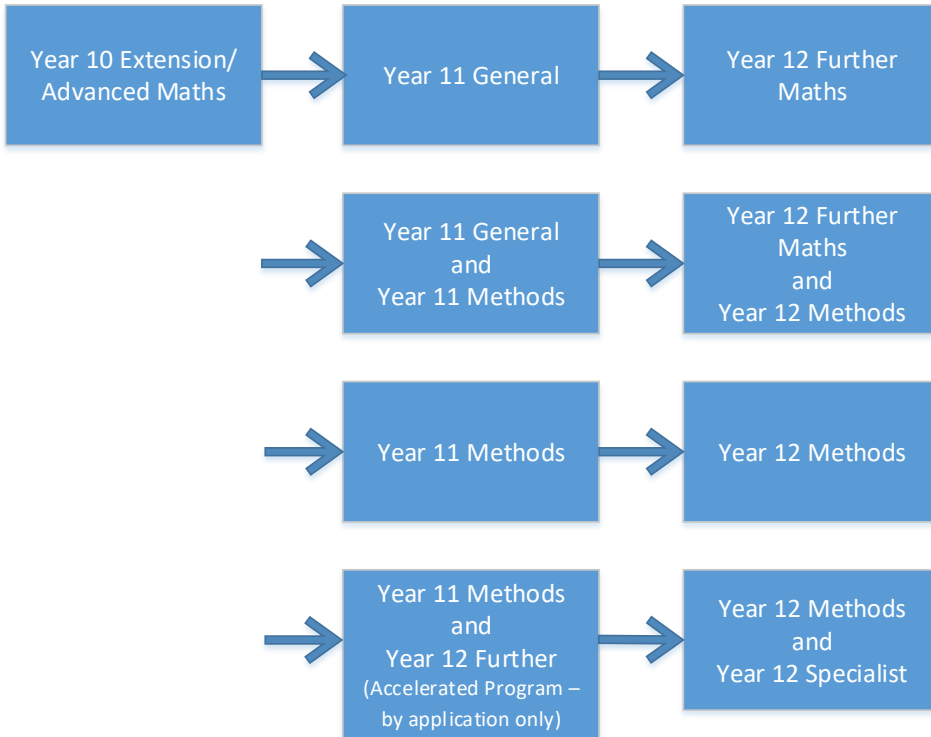 Year 10 Extension/
Advanced Maths
Year 11 General
Year 12 Further
Maths
Year 11 General
and
Year 11 Methods
Year 12 Further
Maths
and
Year 12 Methods
Year 11 Methods
Year 12 Methods
Year 11 Methods
and
Year 12 Further
(Accelerated Program –
by application only)
Year 12 Methods
and
Year 12 Specialist